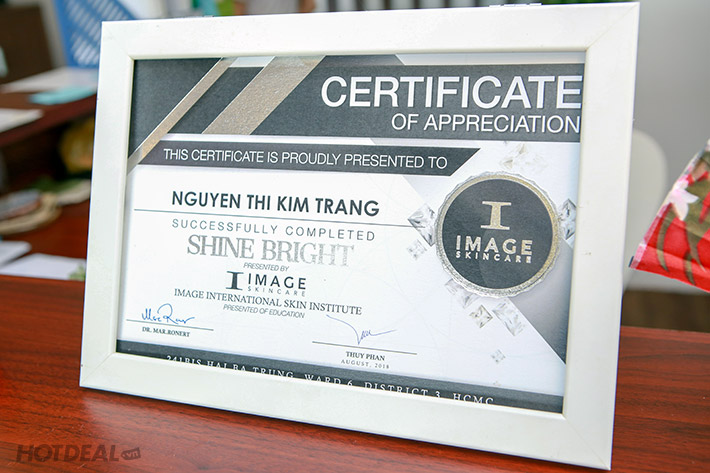 CERTIFICATE
OF APPRECIATION
THIS CERTIFICATE IS PROUDLY PRESENTED TO
NGUYEN THI KIM TRANG
SUCCESSFULLY COMPLETED
SHINE BRIGHT
PRESENTED BY
I IMAGE
SKINCARE
IMAGE INTERNATIONAL SKIN INSTITUTE
PRESENTED OF EDUCATION
I
IMAGE
SKINCARE
DR. MAR.RONERT
THUY PHAN
AUGUST, 2018
241BIS HAI BA TRUNG, WARD 6, DISTRICT 3, HCMC
HOTDEAL.vn